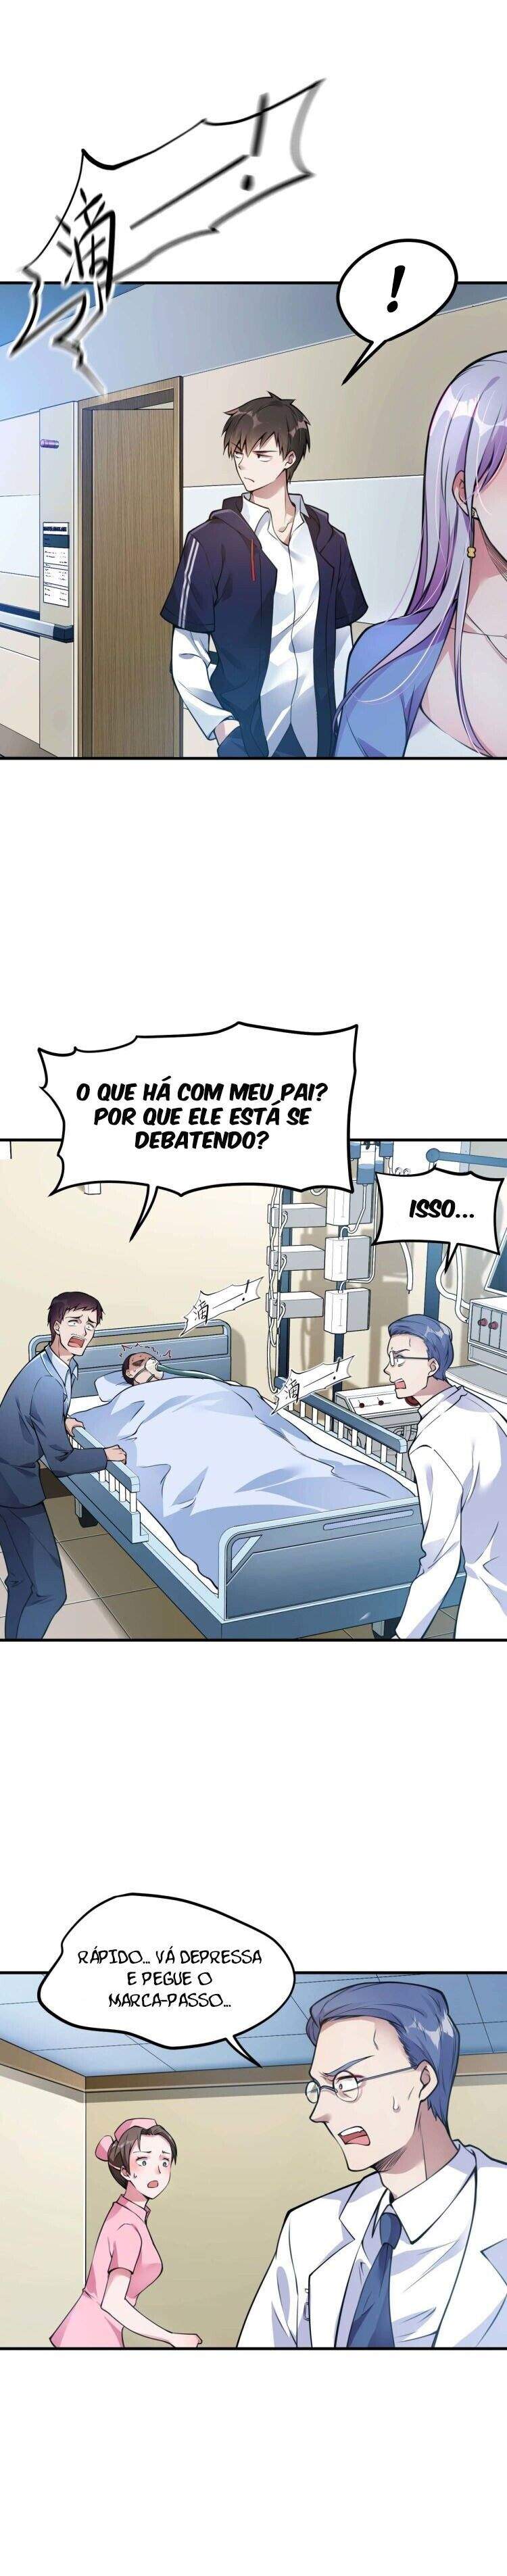 滴
!
!
O QUE HÁ COM MEU PAI?
POR QUE ELE ESTÁ SE
DEBATENDO?
ISSO...
滴
!
滴
!
RÁPIDO... VÁ DEPRESSA
E PEGUE O
MARCA-PASSO...